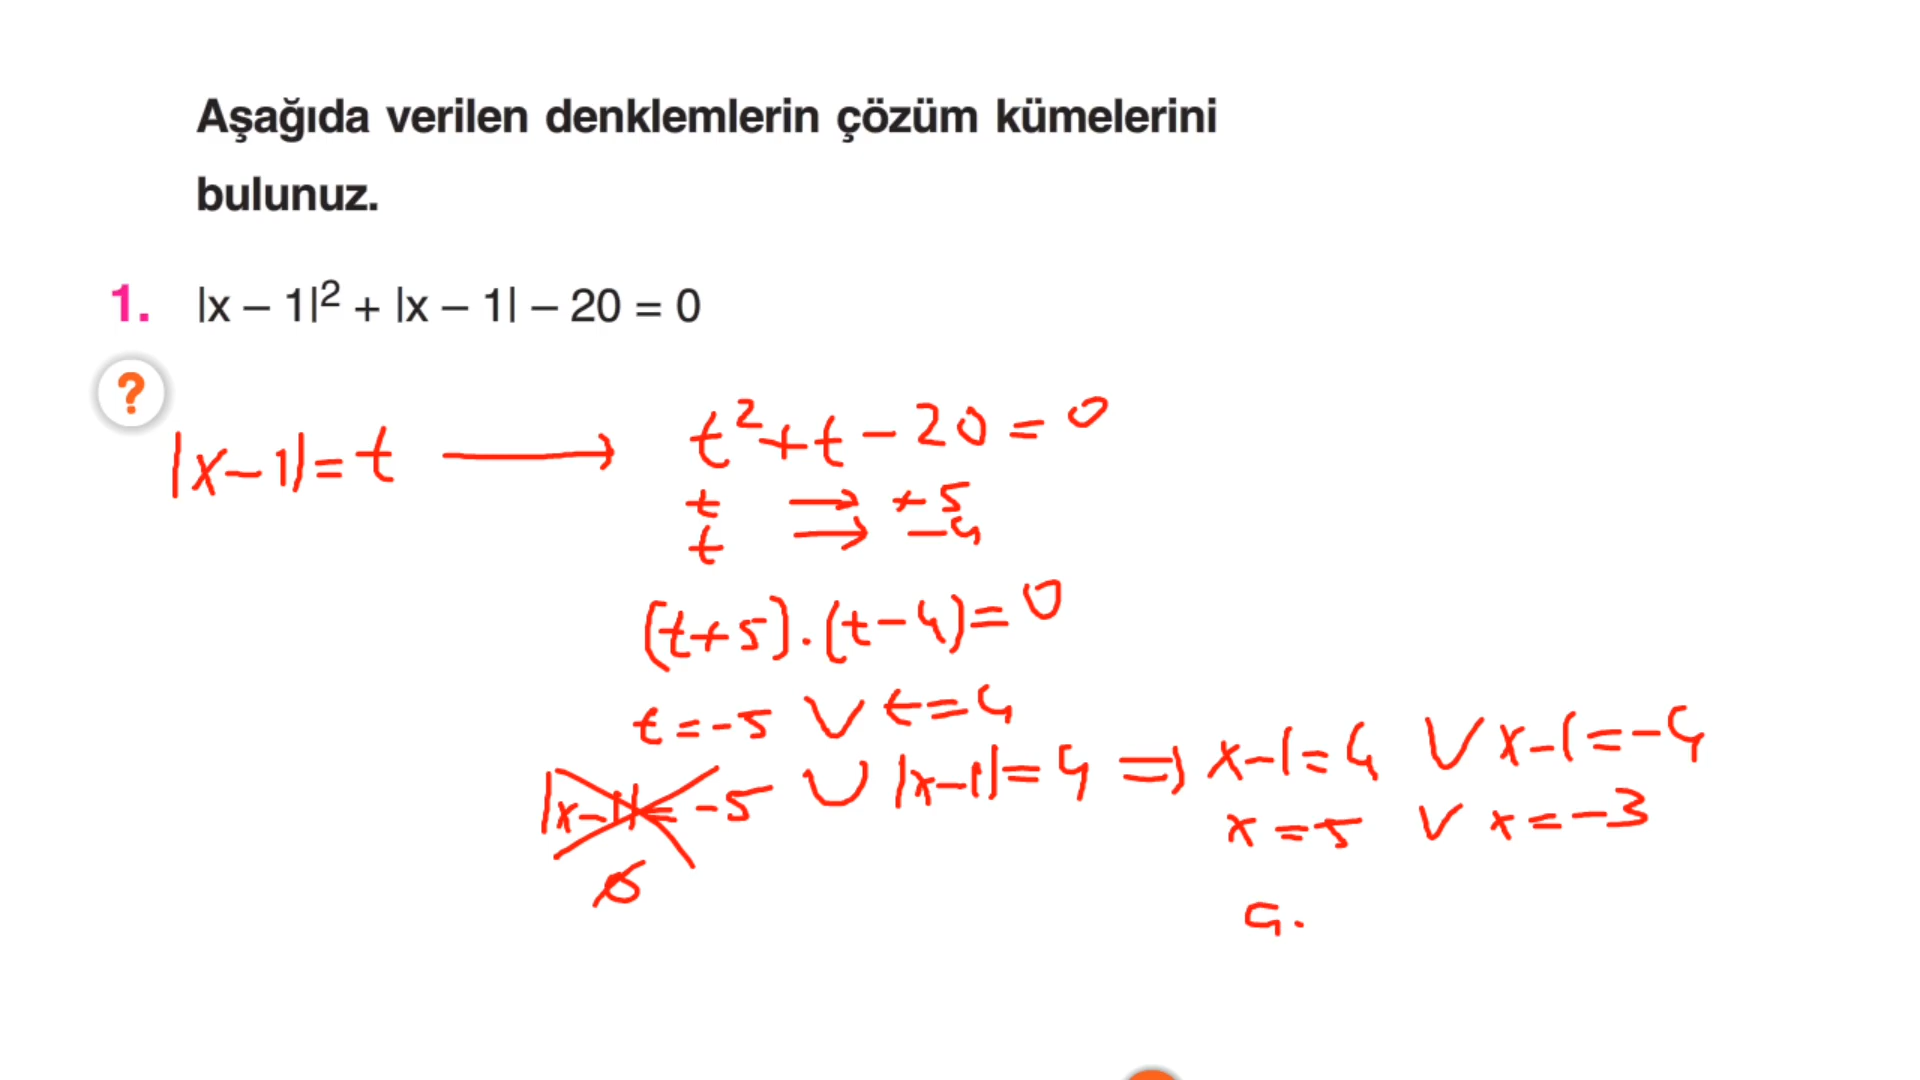 Aşağıda verilen denklemlerin çözüm kümelerini
bulunuz.
1. |x – 1|² + |x – 1| – 20 = 0
?
|x-1|=t → t²+t-20=0
t → +5
t → -4
(t+5).(t-4)=0
t=-5 ∨ t=4
|x-1|=-5 ∪ |x-1|=4 ⇒ x-1=4 ∨ x-1=-4
x=5 ∨ x=-3
∅
Ç.